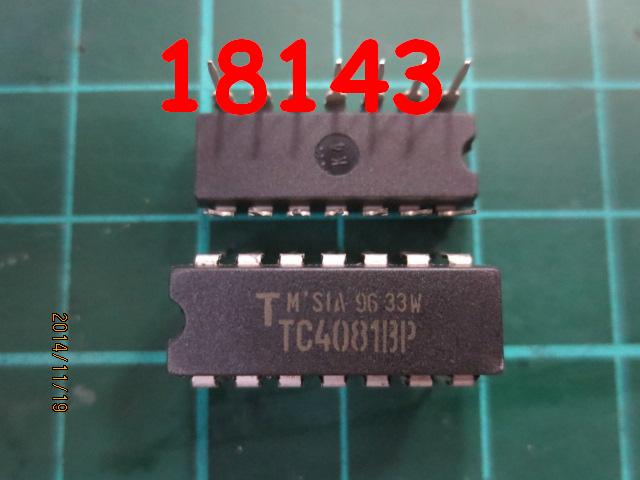 18143
T M'SIA 96 33W
TC4081BP
2014/11/19